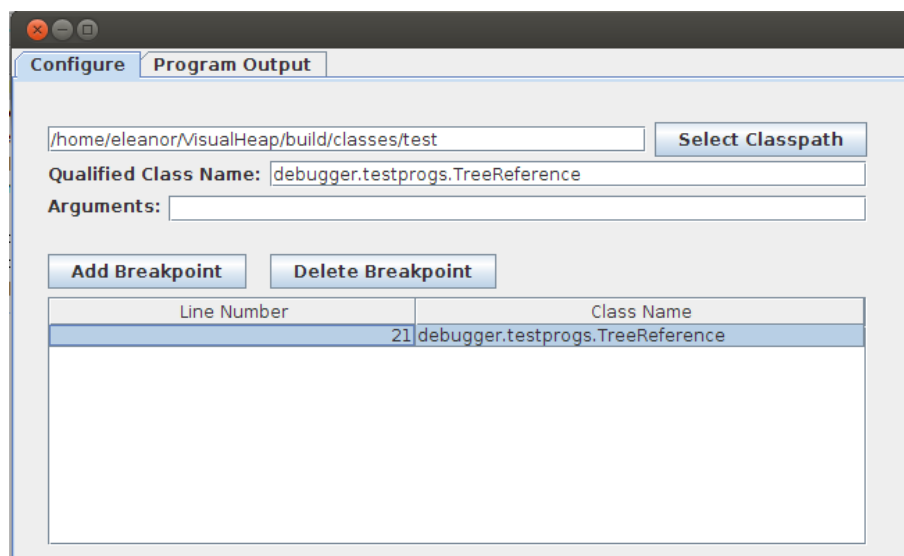 Configure Program Output
/home/eleanor/VisualHeap/build/classes/test Select Classpath
Qualified Class Name: debugger.testprogs.TreeReference
Arguments:
Add Breakpoint Delete Breakpoint
Line Number Class Name
21 debugger.testprogs.TreeReference